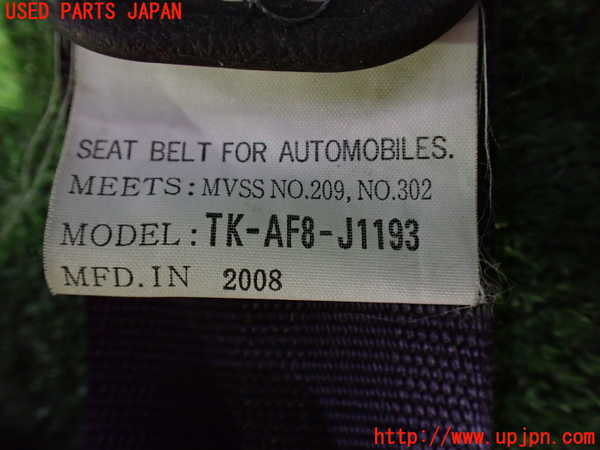 USED PARTS JAPAN
SEAT BELT FOR AUTOMOBILES.
MEETS: MVSS NO.209, NO.302
MODEL: TK-AF8-J1193
MFD. IN 2008
http://www.upjpn.com/